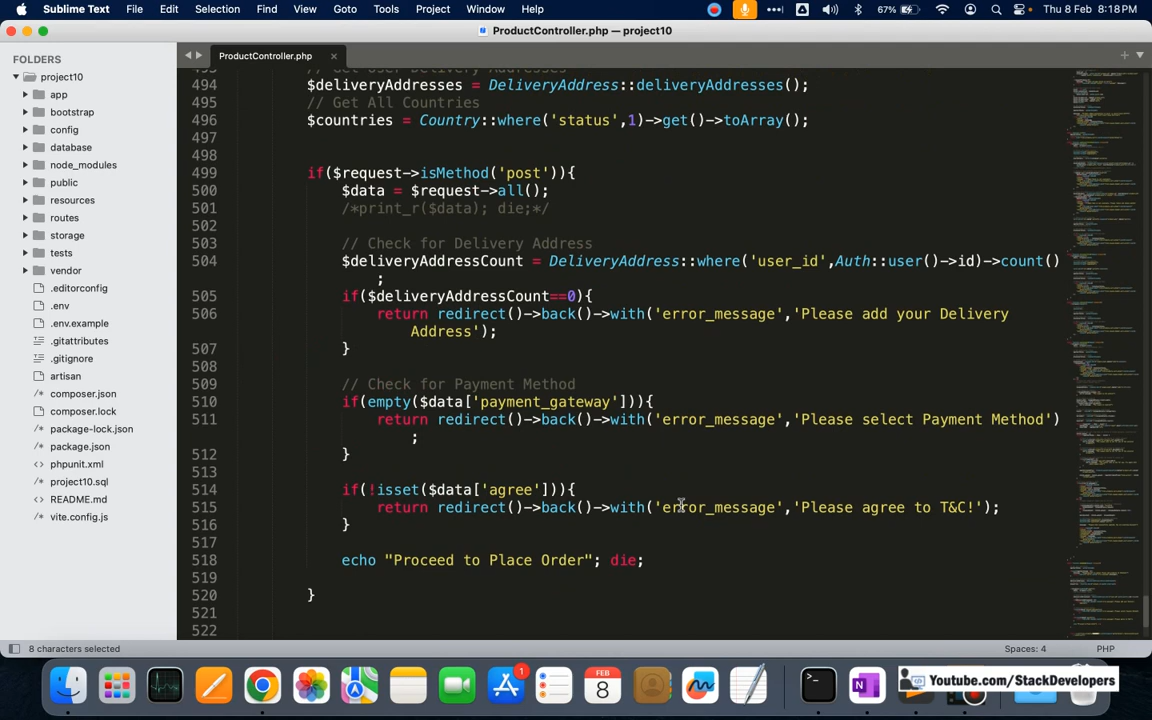 Sublime Text File Edit Selection Find View Goto Tools Project Window Help 67% Thu 8 Feb 8:18 PM
ProductController.php — project10
FOLDERS
project10
app
bootstrap
config
database
node_modules
public
resources
routes
storage
tests
vendor
.editorconfig
.env
.env.example
.gitattributes
.gitignore
artisan
composer.json
composer.lock
package-lock.json
package.json
phpunit.xml
project10.sql
README.md
vite.config.js
ProductController.php
493 // Get User Delivery Addresses
494 $deliveryAddresses = DeliveryAddress::deliveryAddresses();
495 // Get All Countries
496 $countries = Country::where('status',1)->get()->toArray();
497
498
499 if($request->isMethod('post')){
500 $data = $request->all();
501 /*print_r($data); die;*/
502
503 // Check for Delivery Address
504 $deliveryAddressCount = DeliveryAddress::where('user_id',Auth::user()->id)->count()
;
505 if($deliveryAddressCount==0){
506 return redirect()->back()->with('error_message','Please add your Delivery
Address');
507 }
508
509 // Check for Payment Method
510 if(empty($data['payment_gateway'])){
511 return redirect()->back()->with('error_message','Please select Payment Method')
;
512 }
513
514 if(!isset($data['agree'])){
515 return redirect()->back()->with('error_message','Please agree to T&C!');
516 }
517
518 echo "Proceed to Place Order"; die;
519
520 }
521
522
8 characters selected Spaces: 4 PHP
1
FEB
8
Youtube.com/StackDevelopers